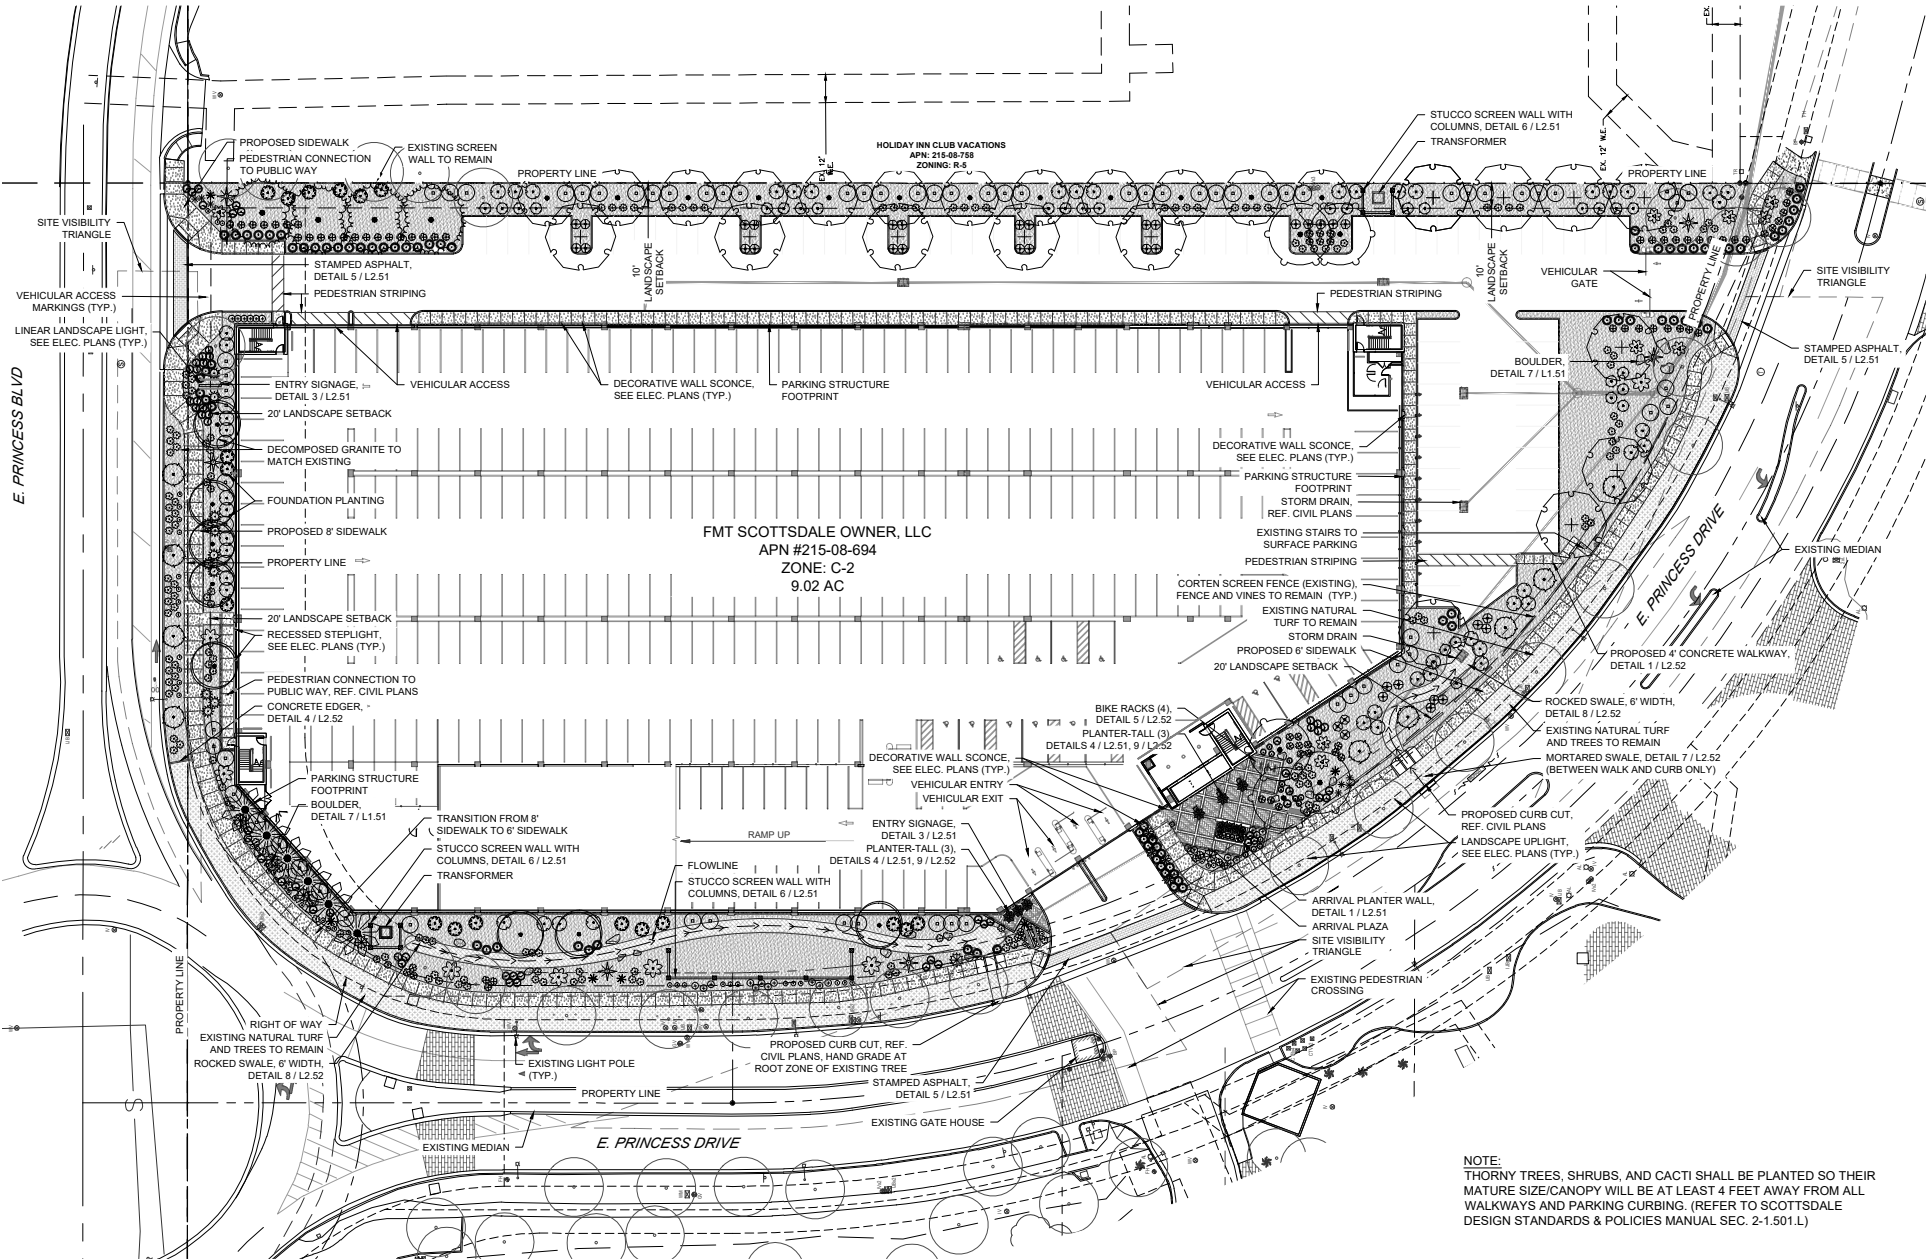 PROPOSED SIDEWALK
PEDESTRIAN CONNECTION
TO PUBLIC WAY
EXISTING SCREEN
WALL TO REMAIN
PROPERTY LINE
EX. 12'
W.E.
HOLIDAY INN CLUB VACATIONS
APN: 215-08-758
ZONING: R-5
STUCCO SCREEN WALL WITH
COLUMNS, DETAIL 6 / L2.51
TRANSFORMER
EX. 12' W.E.
EX.
PROPERTY LINE
SITE VISIBILITY
TRIANGLE
STAMPED ASPHALT,
DETAIL 5 / L2.51
PEDESTRIAN STRIPING
VEHICULAR ACCESS
MARKINGS (TYP.)
LINEAR LANDSCAPE LIGHT,
SEE ELEC. PLANS (TYP.)
10'
LANDSCAPE
SETBACK
10'
LANDSCAPE
SETBACK
PEDESTRIAN STRIPING
VEHICULAR
GATE
PROPERTY LINE
SITE VISIBILITY
TRIANGLE
STAMPED ASPHALT,
DETAIL 5 / L2.51
BOULDER,
DETAIL 7 / L1.51
E. PRINCESS BLVD
ENTRY SIGNAGE,
DETAIL 3 / L2.51
VEHICULAR ACCESS
DECORATIVE WALL SCONCE,
SEE ELEC. PLANS (TYP.)
PARKING STRUCTURE
FOOTPRINT
VEHICULAR ACCESS
20' LANDSCAPE SETBACK
DECOMPOSED GRANITE TO
MATCH EXISTING
FOUNDATION PLANTING
PROPOSED 8' SIDEWALK
PROPERTY LINE
20' LANDSCAPE SETBACK
RECESSED STEPLIGHT,
SEE ELEC. PLANS (TYP.)
PEDESTRIAN CONNECTION TO
PUBLIC WAY, REF. CIVIL PLANS
CONCRETE EDGER,
DETAIL 4 / L2.52
FMT SCOTTSDALE OWNER, LLC
APN #215-08-694
ZONE: C-2
9.02 AC
DECORATIVE WALL SCONCE,
SEE ELEC. PLANS (TYP.)
PARKING STRUCTURE
FOOTPRINT
STORM DRAIN,
REF. CIVIL PLANS
EXISTING STAIRS TO
SURFACE PARKING
PEDESTRIAN STRIPING
CORTEN SCREEN FENCE (EXISTING),
FENCE AND VINES TO REMAIN (TYP.)
EXISTING NATURAL
TURF TO REMAIN
STORM DRAIN
PROPOSED 6' SIDEWALK
20' LANDSCAPE SETBACK
EXISTING MEDIAN
E. PRINCESS DRIVE
PROPOSED 4' CONCRETE WALKWAY,
DETAIL 1 / L2.52
ROCKED SWALE, 6' WIDTH,
DETAIL 8 / L2.52
EXISTING NATURAL TURF
AND TREES TO REMAIN
MORTARED SWALE, DETAIL 7 / L2.52
(BETWEEN WALK AND CURB ONLY)
PROPOSED CURB CUT,
REF. CIVIL PLANS
LANDSCAPE UPLIGHT,
SEE ELEC. PLANS (TYP.)
BIKE RACKS (4),
DETAIL 5 / L2.52
PLANTER-TALL (3)
DETAILS 4 / L2.51, 9 / L2.52
DECORATIVE WALL SCONCE,
SEE ELEC. PLANS (TYP.)
VEHICULAR ENTRY
VEHICULAR EXIT
ENTRY SIGNAGE,
DETAIL 3 / L2.51
PLANTER-TALL (3),
DETAILS 4 / L2.51, 9 / L2.52
PARKING STRUCTURE
FOOTPRINT
BOULDER,
DETAIL 7 / L1.51
TRANSITION FROM 8'
SIDEWALK TO 6' SIDEWALK
STUCCO SCREEN WALL WITH
COLUMNS, DETAIL 6 / L2.51
TRANSFORMER
RAMP UP
FLOWLINE
STUCCO SCREEN WALL WITH
COLUMNS, DETAIL 6 / L2.51
ARRIVAL PLANTER WALL,
DETAIL 1 / L2.51
ARRIVAL PLAZA
SITE VISIBILITY
TRIANGLE
EXISTING PEDESTRIAN
CROSSING
PROPERTY LINE
RIGHT OF WAY
EXISTING NATURAL TURF
AND TREES TO REMAIN
ROCKED SWALE, 6' WIDTH,
DETAIL 8 / L2.52
EXISTING LIGHT POLE
(TYP.)
PROPOSED CURB CUT, REF.
CIVIL PLANS, HAND GRADE AT
ROOT ZONE OF EXISTING TREE
STAMPED ASPHALT,
DETAIL 5 / L2.51
EXISTING GATE HOUSE
PROPERTY LINE
EXISTING MEDIAN
E. PRINCESS DRIVE
S
NOTE:
THORNY TREES, SHRUBS, AND CACTI SHALL BE PLANTED SO THEIR
MATURE SIZE/CANOPY WILL BE AT LEAST 4 FEET AWAY FROM ALL
WALKWAYS AND PARKING CURBING. (REFER TO SCOTTSDALE
DESIGN STANDARDS & POLICIES MANUAL SEC. 2-1.501.L)